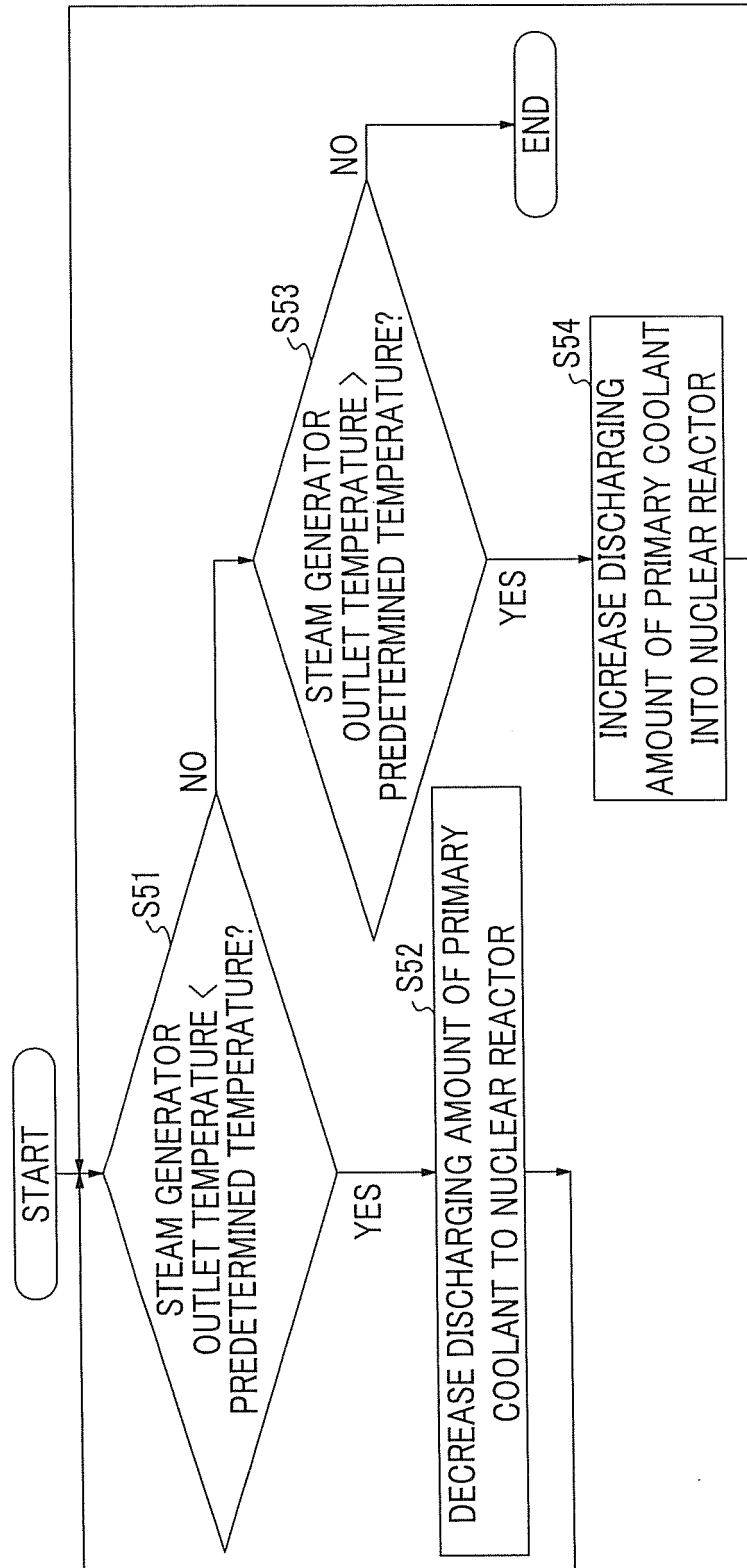 START
S51
STEAM GENERATOR
OUTLET TEMPERATURE <
PREDETERMINED TEMPERATURE?
NO
YES
S52
DECREASE DISCHARGING AMOUNT OF PRIMARY
COOLANT TO NUCLEAR REACTOR
S53
STEAM GENERATOR
OUTLET TEMPERATURE >
PREDETERMINED TEMPERATURE?
NO
YES
END
S54
INCREASE DISCHARGING
AMOUNT OF PRIMARY COOLANT
INTO NUCLEAR REACTOR